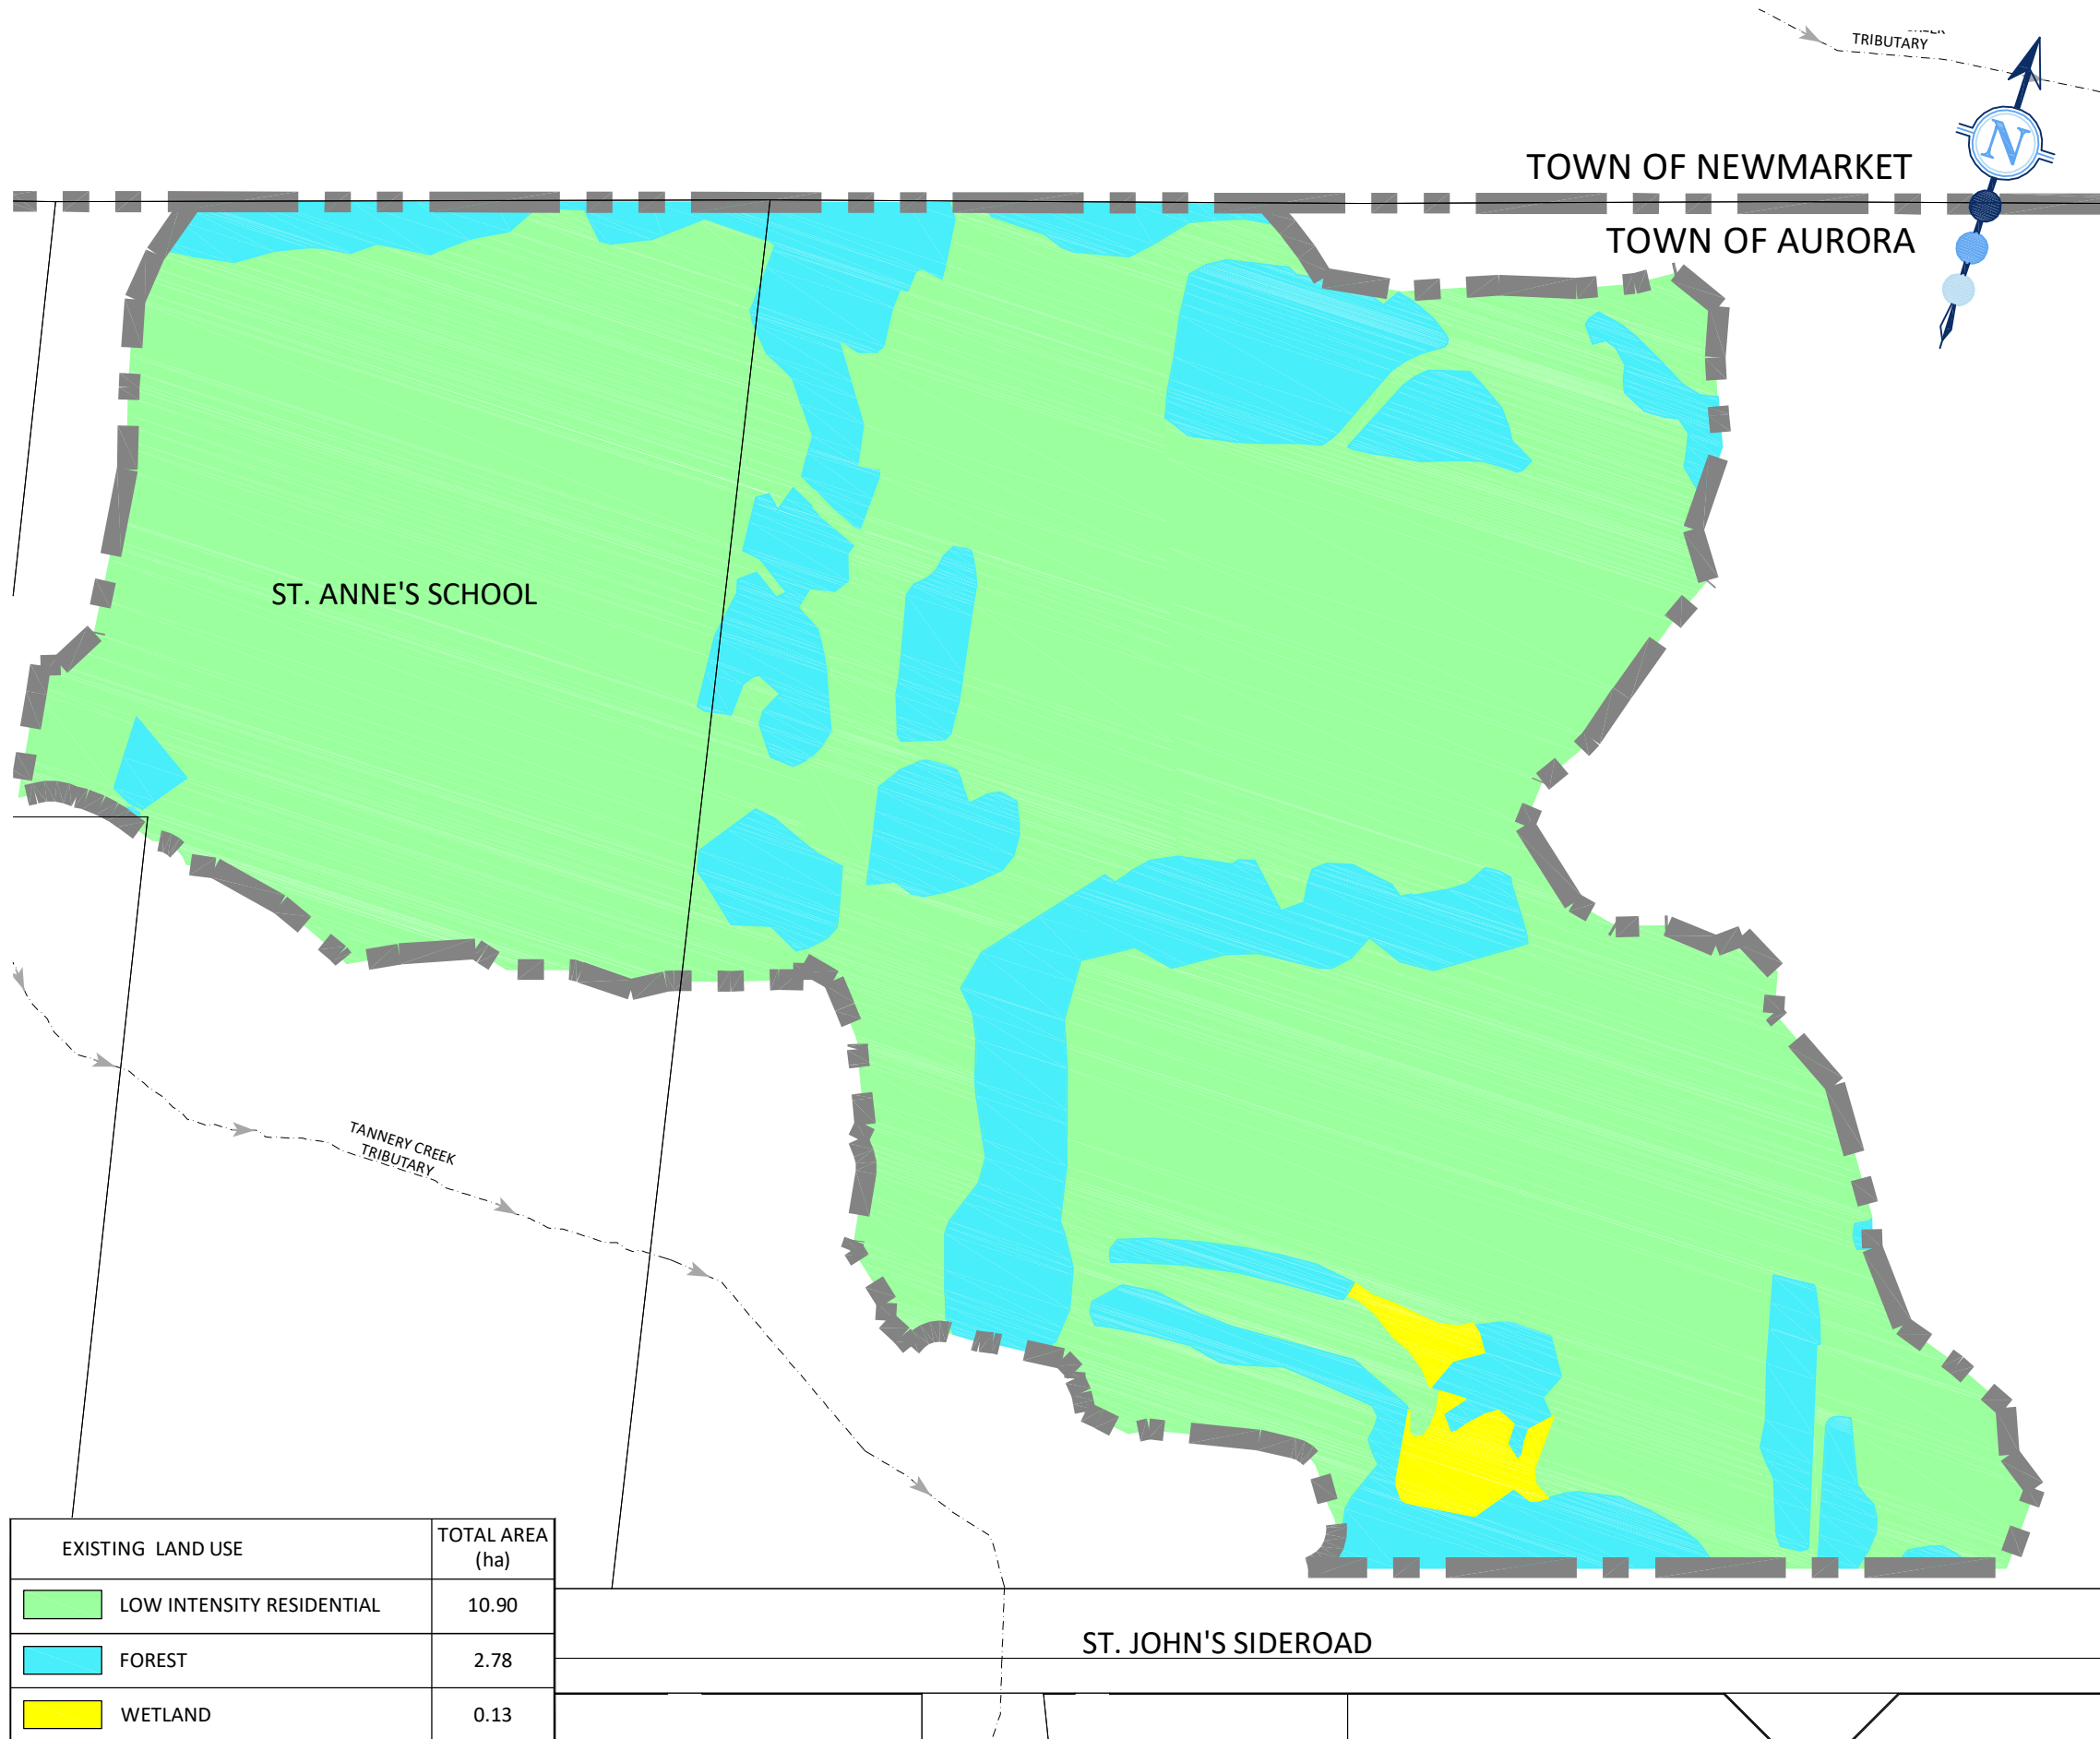 TRIBUTARY
N
TOWN OF NEWMARKET
TOWN OF AURORA
ST. ANNE'S SCHOOL
TANNERY CREEK
TRIBUTARY
EXISTING LAND USE
TOTAL AREA
(ha)
LOW INTENSITY RESIDENTIAL
10.90
FOREST
2.78
WETLAND
0.13
ST. JOHN'S SIDEROAD